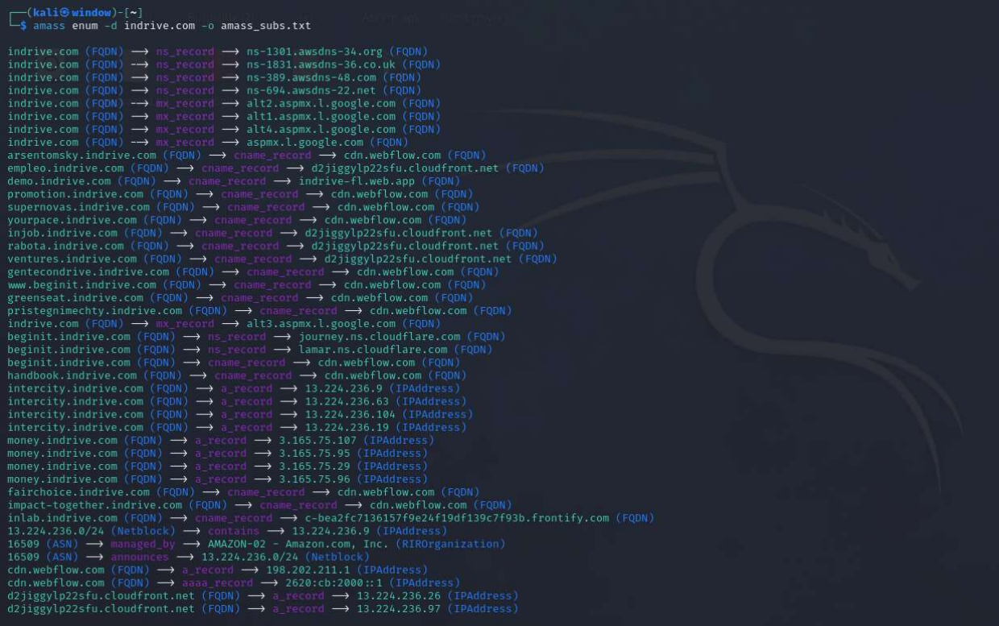 ┌──(kali㉿window)-[~]
└─$ amass enum -d indrive.com -o amass_subs.txt
indrive.com (FQDN) ⟶ ns_record ⟶ ns-1301.awsdns-34.org (FQDN)
indrive.com (FQDN) ⟶ ns_record ⟶ ns-1831.awsdns-36.co.uk (FQDN)
indrive.com (FQDN) ⟶ ns_record ⟶ ns-389.awsdns-48.com (FQDN)
indrive.com (FQDN) ⟶ ns_record ⟶ ns-694.awsdns-22.net (FQDN)
indrive.com (FQDN) ⟶ mx_record ⟶ alt2.aspmx.l.google.com (FQDN)
indrive.com (FQDN) ⟶ mx_record ⟶ alt1.aspmx.l.google.com (FQDN)
indrive.com (FQDN) ⟶ mx_record ⟶ alt4.aspmx.l.google.com (FQDN)
indrive.com (FQDN) ⟶ mx_record ⟶ aspmx.l.google.com (FQDN)
arsentomsky.indrive.com (FQDN) ⟶ cname_record ⟶ cdn.webflow.com (FQDN)
empleo.indrive.com (FQDN) ⟶ cname_record ⟶ d2jiggylp22sfu.cloudfront.net (FQDN)
demo.indrive.com (FQDN) ⟶ cname_record ⟶ indrive-fl.web.app (FQDN)
promotion.indrive.com (FQDN) ⟶ cname_record ⟶ cdn.webflow.com (FQDN)
supernovas.indrive.com (FQDN) ⟶ cname_record ⟶ cdn.webflow.com (FQDN)
yourpace.indrive.com (FQDN) ⟶ cname_record ⟶ cdn.webflow.com (FQDN)
injob.indrive.com (FQDN) ⟶ cname_record ⟶ d2jiggylp22sfu.cloudfront.net (FQDN)
rabota.indrive.com (FQDN) ⟶ cname_record ⟶ d2jiggylp22sfu.cloudfront.net (FQDN)
ventures.indrive.com (FQDN) ⟶ cname_record ⟶ d2jiggylp22sfu.cloudfront.net (FQDN)
gentecondrive.indrive.com (FQDN) ⟶ cname_record ⟶ cdn.webflow.com (FQDN)
www.beginit.indrive.com (FQDN) ⟶ cname_record ⟶ cdn.webflow.com (FQDN)
greenseat.indrive.com (FQDN) ⟶ cname_record ⟶ cdn.webflow.com (FQDN)
pristegnimechty.indrive.com (FQDN) ⟶ cname_record ⟶ cdn.webflow.com (FQDN)
indrive.com (FQDN) ⟶ mx_record ⟶ alt3.aspmx.l.google.com (FQDN)
beginit.indrive.com (FQDN) ⟶ ns_record ⟶ journey.ns.cloudflare.com (FQDN)
beginit.indrive.com (FQDN) ⟶ ns_record ⟶ lamar.ns.cloudflare.com (FQDN)
beginit.indrive.com (FQDN) ⟶ cname_record ⟶ cdn.webflow.com (FQDN)
handbook.indrive.com (FQDN) ⟶ cname_record ⟶ cdn.webflow.com (FQDN)
intercity.indrive.com (FQDN) ⟶ a_record ⟶ 13.224.236.9 (IPAddress)
intercity.indrive.com (FQDN) ⟶ a_record ⟶ 13.224.236.63 (IPAddress)
intercity.indrive.com (FQDN) ⟶ a_record ⟶ 13.224.236.104 (IPAddress)
intercity.indrive.com (FQDN) ⟶ a_record ⟶ 13.224.236.19 (IPAddress)
money.indrive.com (FQDN) ⟶ a_record ⟶ 3.165.75.107 (IPAddress)
money.indrive.com (FQDN) ⟶ a_record ⟶ 3.165.75.95 (IPAddress)
money.indrive.com (FQDN) ⟶ a_record ⟶ 3.165.75.29 (IPAddress)
money.indrive.com (FQDN) ⟶ a_record ⟶ 3.165.75.96 (IPAddress)
fairchoice.indrive.com (FQDN) ⟶ cname_record ⟶ cdn.webflow.com (FQDN)
impact-together.indrive.com (FQDN) ⟶ cname_record ⟶ cdn.webflow.com (FQDN)
inlab.indrive.com (FQDN) ⟶ cname_record ⟶ c-bea2fc7136157f9e24f19df139c7f93b.frontify.com (FQDN)
13.224.236.0/24 (Netblock) ⟶ contains ⟶ 13.224.236.9 (IPAddress)
16509 (ASN) ⟶ managed_by ⟶ AMAZON-02 - Amazon.com, Inc. (RIROrganization)
16509 (ASN) ⟶ announces ⟶ 13.224.236.0/24 (Netblock)
cdn.webflow.com (FQDN) ⟶ a_record ⟶ 198.202.211.1 (IPAddress)
cdn.webflow.com (FQDN) ⟶ aaaa_record ⟶ 2620:cb:2000::1 (IPAddress)
d2jiggylp22sfu.cloudfront.net (FQDN) ⟶ a_record ⟶ 13.224.236.26 (IPAddress)
d2jiggylp22sfu.cloudfront.net (FQDN) ⟶ a_record ⟶ 13.224.236.97 (IPAddress)